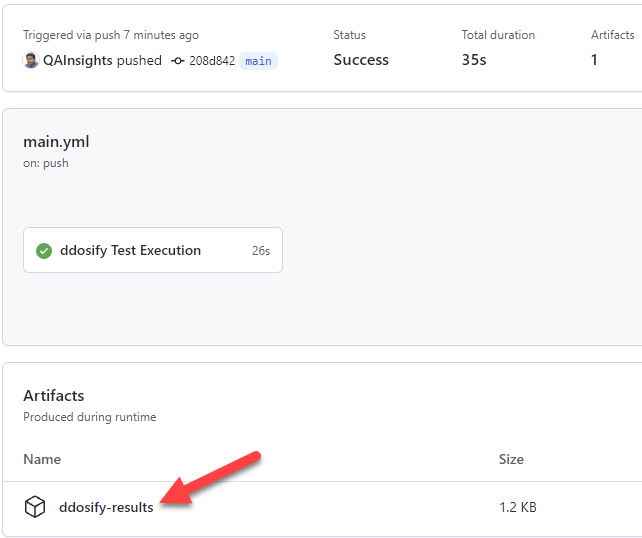 Triggered via push 7 minutes ago
Status
Total duration
Artifacts
QAInsights pushed 208d842 main
Success
35s
1
main.yml
on: push
ddosify Test Execution 26s
Artifacts
Produced during runtime
Name
Size
ddosify-results
1.2 KB